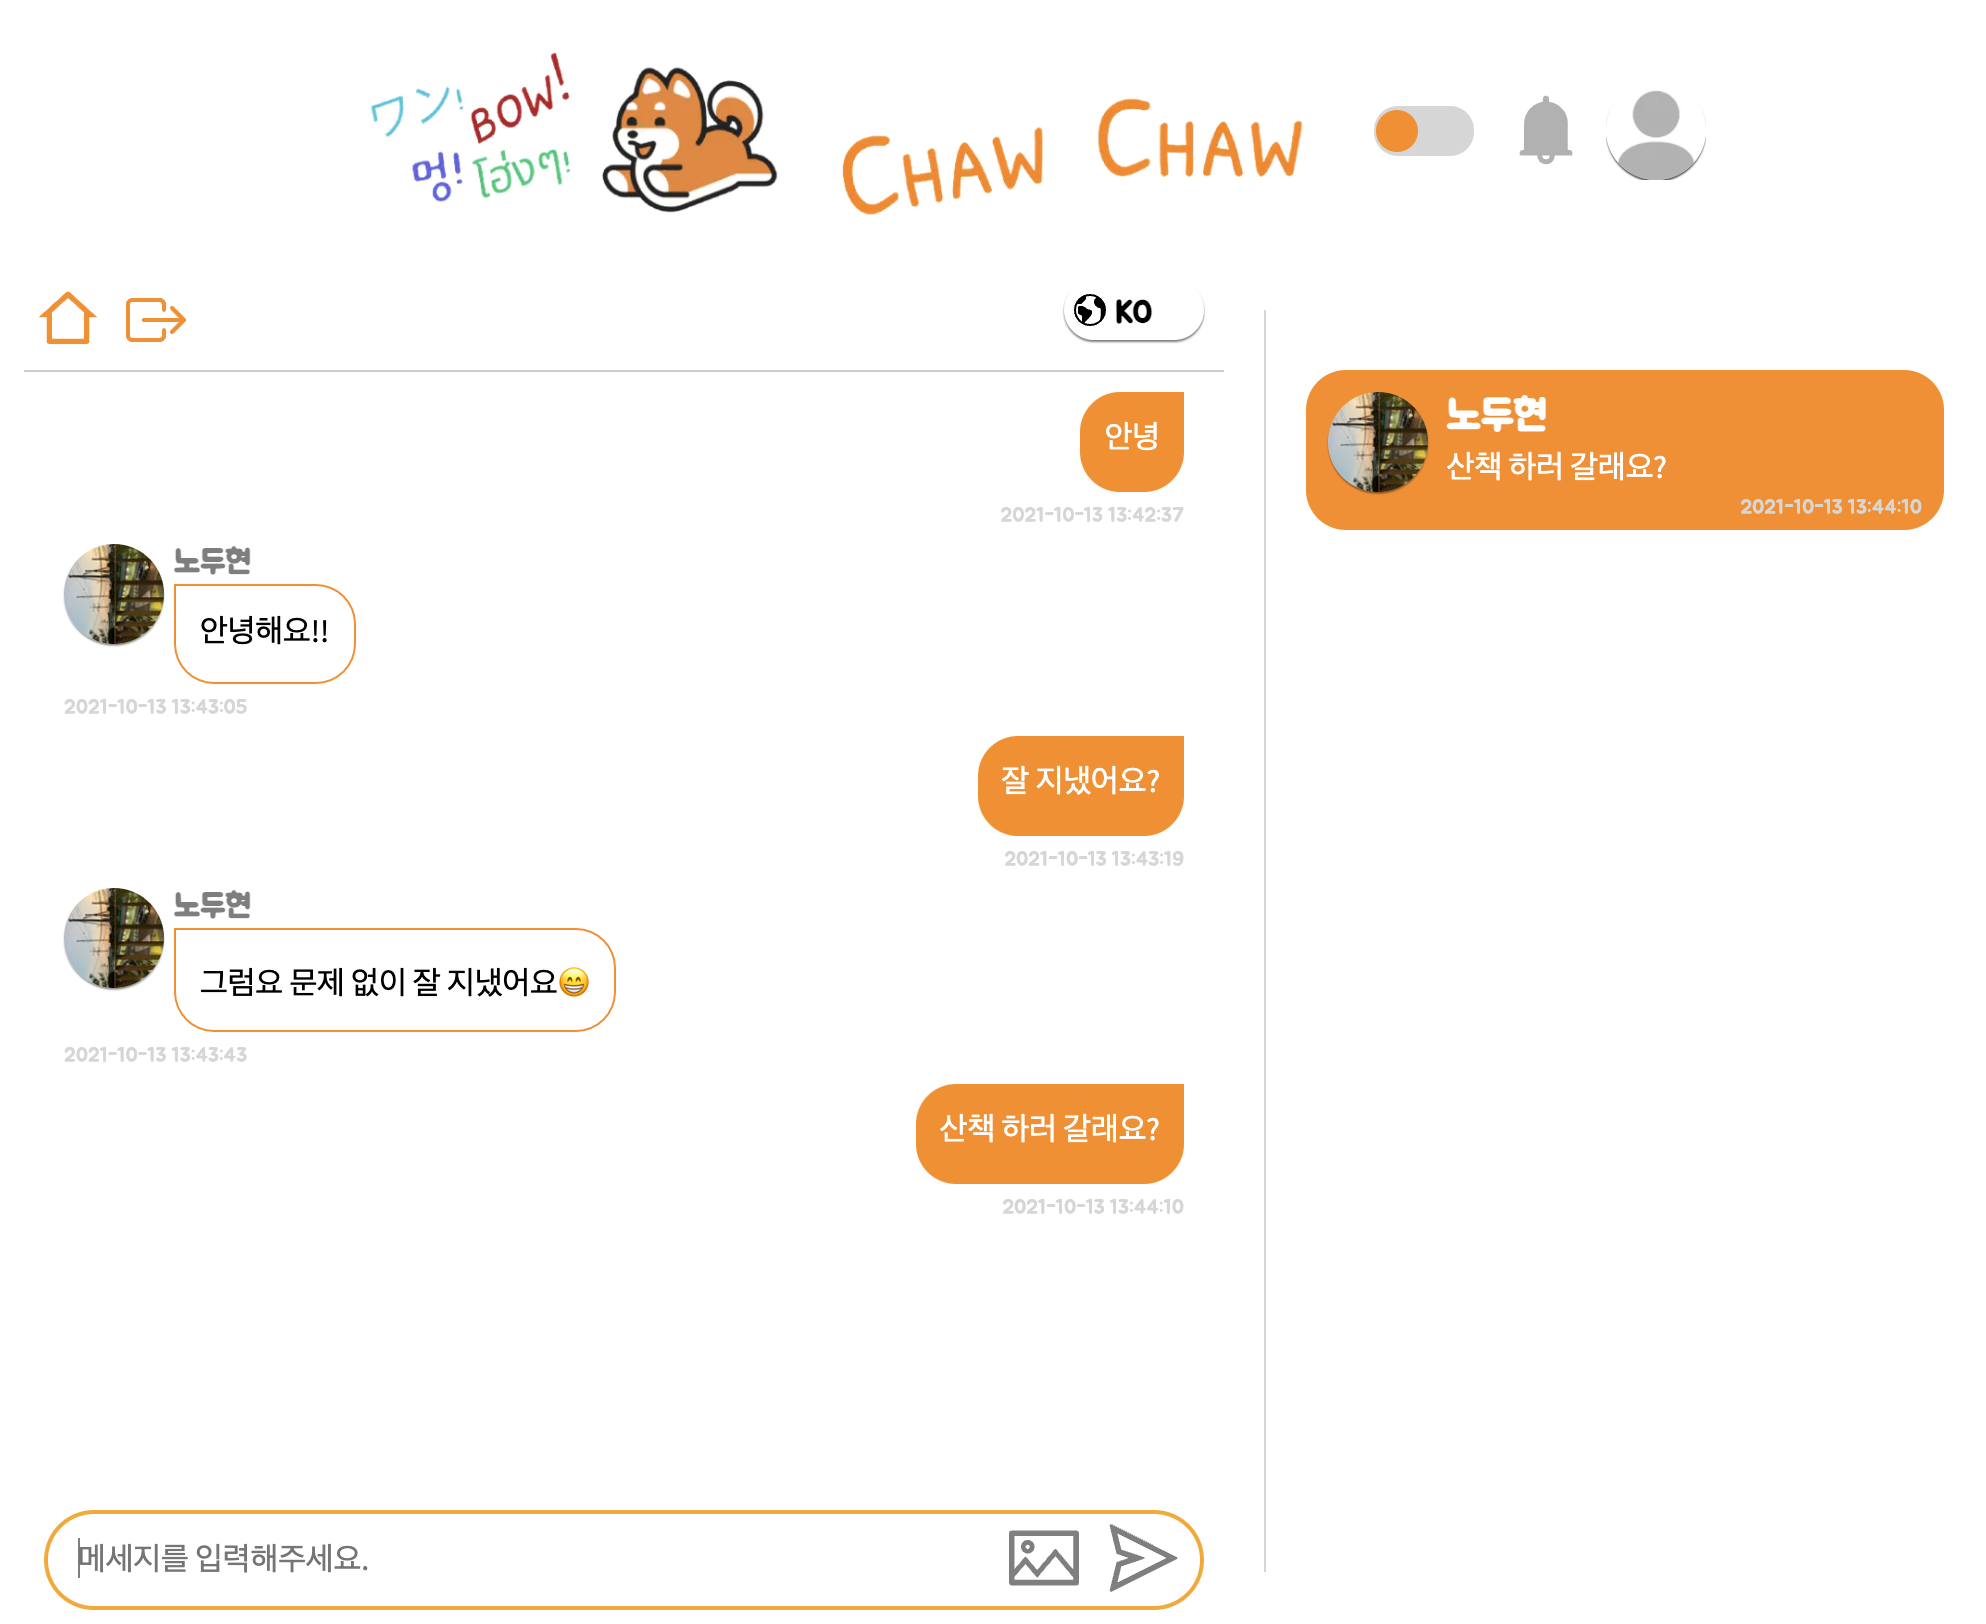 ワン! BOW!
멍! โฮ่งๆ!
CHAW CHAW
KO
안녕
2021-10-13 13:42:37
노두현
안녕해요!!
2021-10-13 13:43:05
잘 지냈어요?
2021-10-13 13:43:19
노두현
그럼요 문제 없이 잘 지냈어요😁
2021-10-13 13:43:43
산책 하러 갈래요?
2021-10-13 13:44:10
메세지를 입력해주세요.
노두현
산책 하러 갈래요?
2021-10-13 13:44:10